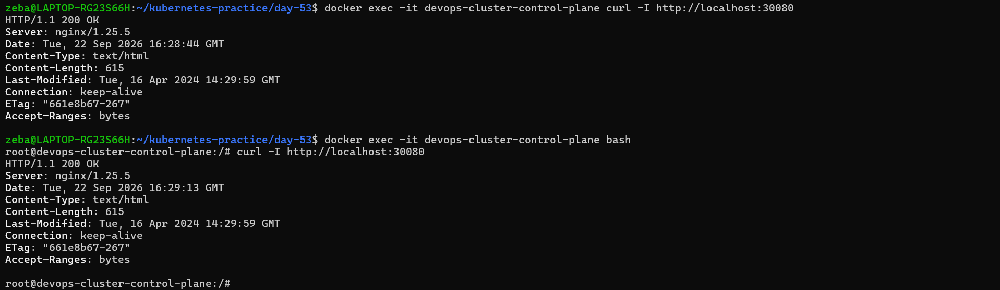 zeba@LAPTOP-RG23S66H:~/kubernetes-practice/day-53$ docker exec -it devops-cluster-control-plane curl -I http://localhost:30080
HTTP/1.1 200 OK
Server: nginx/1.25.5
Date: Tue, 22 Sep 2026 16:28:44 GMT
Content-Type: text/html
Content-Length: 615
Last-Modified: Tue, 16 Apr 2024 14:29:59 GMT
Connection: keep-alive
ETag: "661e8b67-267"
Accept-Ranges: bytes
zeba@LAPTOP-RG23S66H:~/kubernetes-practice/day-53$ docker exec -it devops-cluster-control-plane bash
root@devops-cluster-control-plane:/# curl -I http://localhost:30080
HTTP/1.1 200 OK
Server: nginx/1.25.5
Date: Tue, 22 Sep 2026 16:29:13 GMT
Content-Type: text/html
Content-Length: 615
Last-Modified: Tue, 16 Apr 2024 14:29:59 GMT
Connection: keep-alive
ETag: "661e8b67-267"
Accept-Ranges: bytes
root@devops-cluster-control-plane:/#